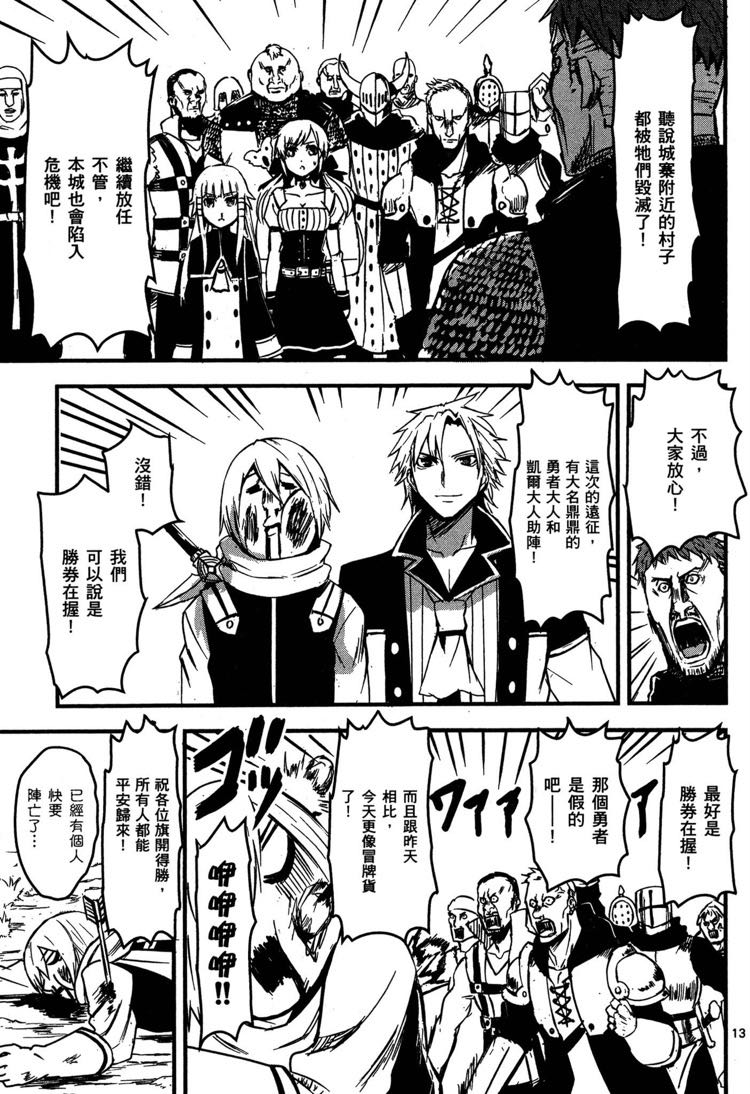 聽說城寨附近的村子
都被牠們毀滅了！
繼續放任
不管，
本城也會陷入
危機吧！
不過，
大家放心！
這次的遠征，
有大名鼎鼎的
勇者大人和
凱爾大人助陣！
沒錯！
我們
可以說是
勝券在握！
最好是
勝券在握！
那個勇者
是假的
吧——！
ワアァァ
而且跟昨天
相比，
今天更像冒牌貨
了！
ゴッ
咿咿咿咿!!
祝各位旗開得勝，
所有人都能
平安歸來！
已經有個人
快要
陣亡了…
13